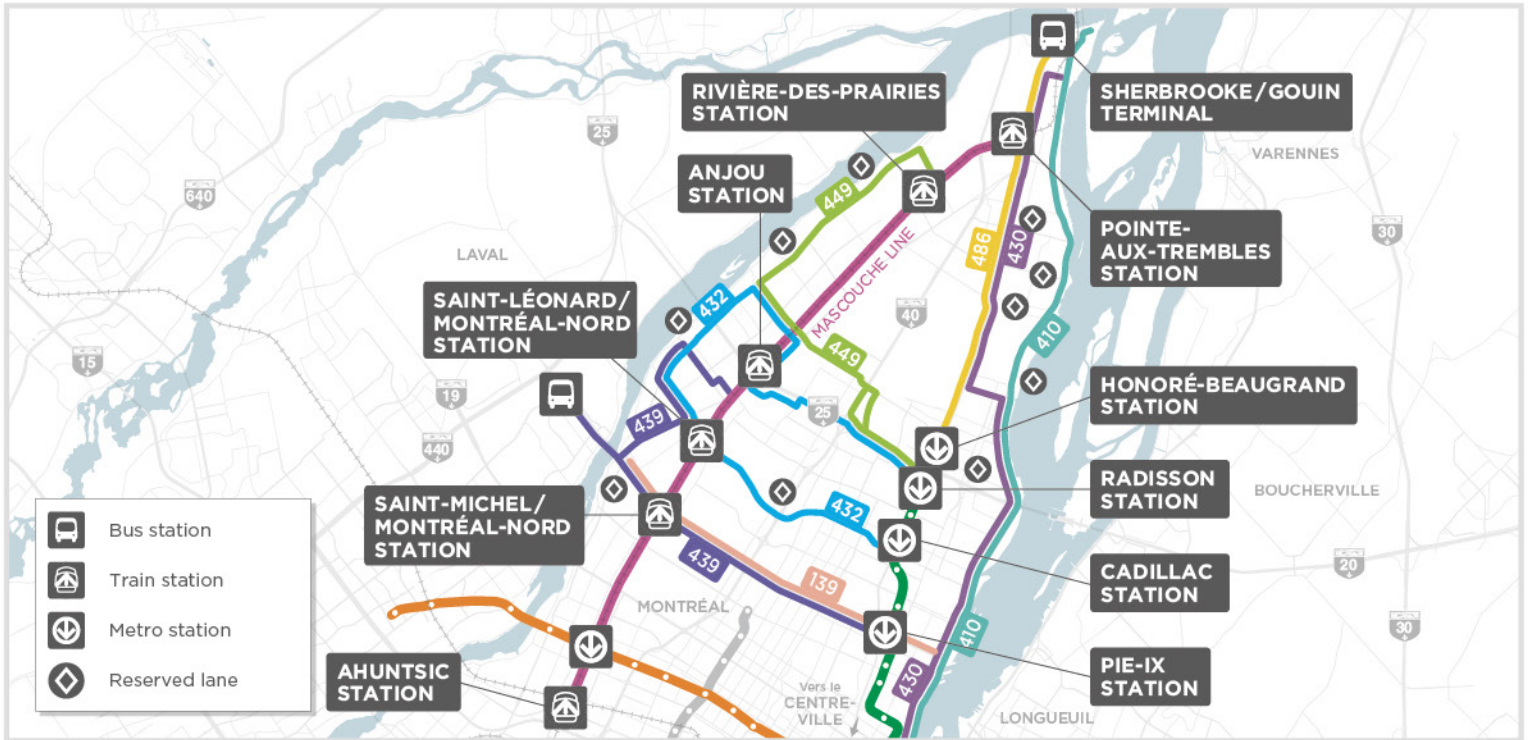 RIVIÈRE-DES-PRAIRIES
STATION
SHERBROOKE / GOUIN
TERMINAL
25
VARENNES
ANJOU
STATION
640
449
POINTE-
AUX-TREMBLES
STATION
486
430
30
LAVAL
SAINT-LÉONARD /
MONTRÉAL-NORD
STATION
432
MASCOUCHE LINE
40
410
15
449
HONORÉ-BEAUGRAND
STATION
19
25
439
440
RADISSON
STATION
BOUCHERVILLE
SAINT-MICHEL /
MONTRÉAL-NORD
STATION
432
439
139
20
CADILLAC
STATION
MONTRÉAL
30
410
PIE-IX
STATION
430
AHUNTSIC
STATION
Vers le
CENTRE-
VILLE
LONGUEUIL
Bus station
Train station
Metro station
Reserved lane